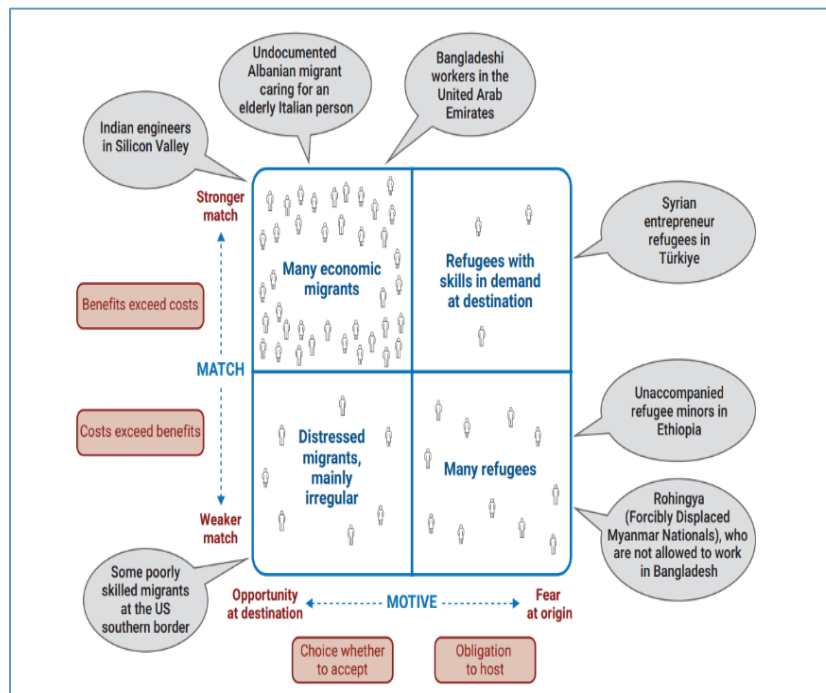 Undocumented
Albanian migrant
caring for an
elderly Italian person
Bangladeshi
workers in the
United Arab
Emirates
Indian engineers
in Silicon Valley
Stronger
match
Syrian
entrepreneur
refugees in
Türkiye
Many economic
migrants
Refugees with
skills in demand
at destination
Benefits exceed costs
MATCH
Costs exceed benefits
Unaccompanied
refugee minors in
Ethiopia
Distressed
migrants,
mainly
irregular
Many refugees
Weaker
match
Rohingya
(Forcibly Displaced
Myanmar Nationals), who
are not allowed to work
in Bangladesh
Some poorly
skilled migrants
at the US
southern border
Opportunity
at destination
MOTIVE
Fear
at origin
Choice whether
to accept
Obligation
to host